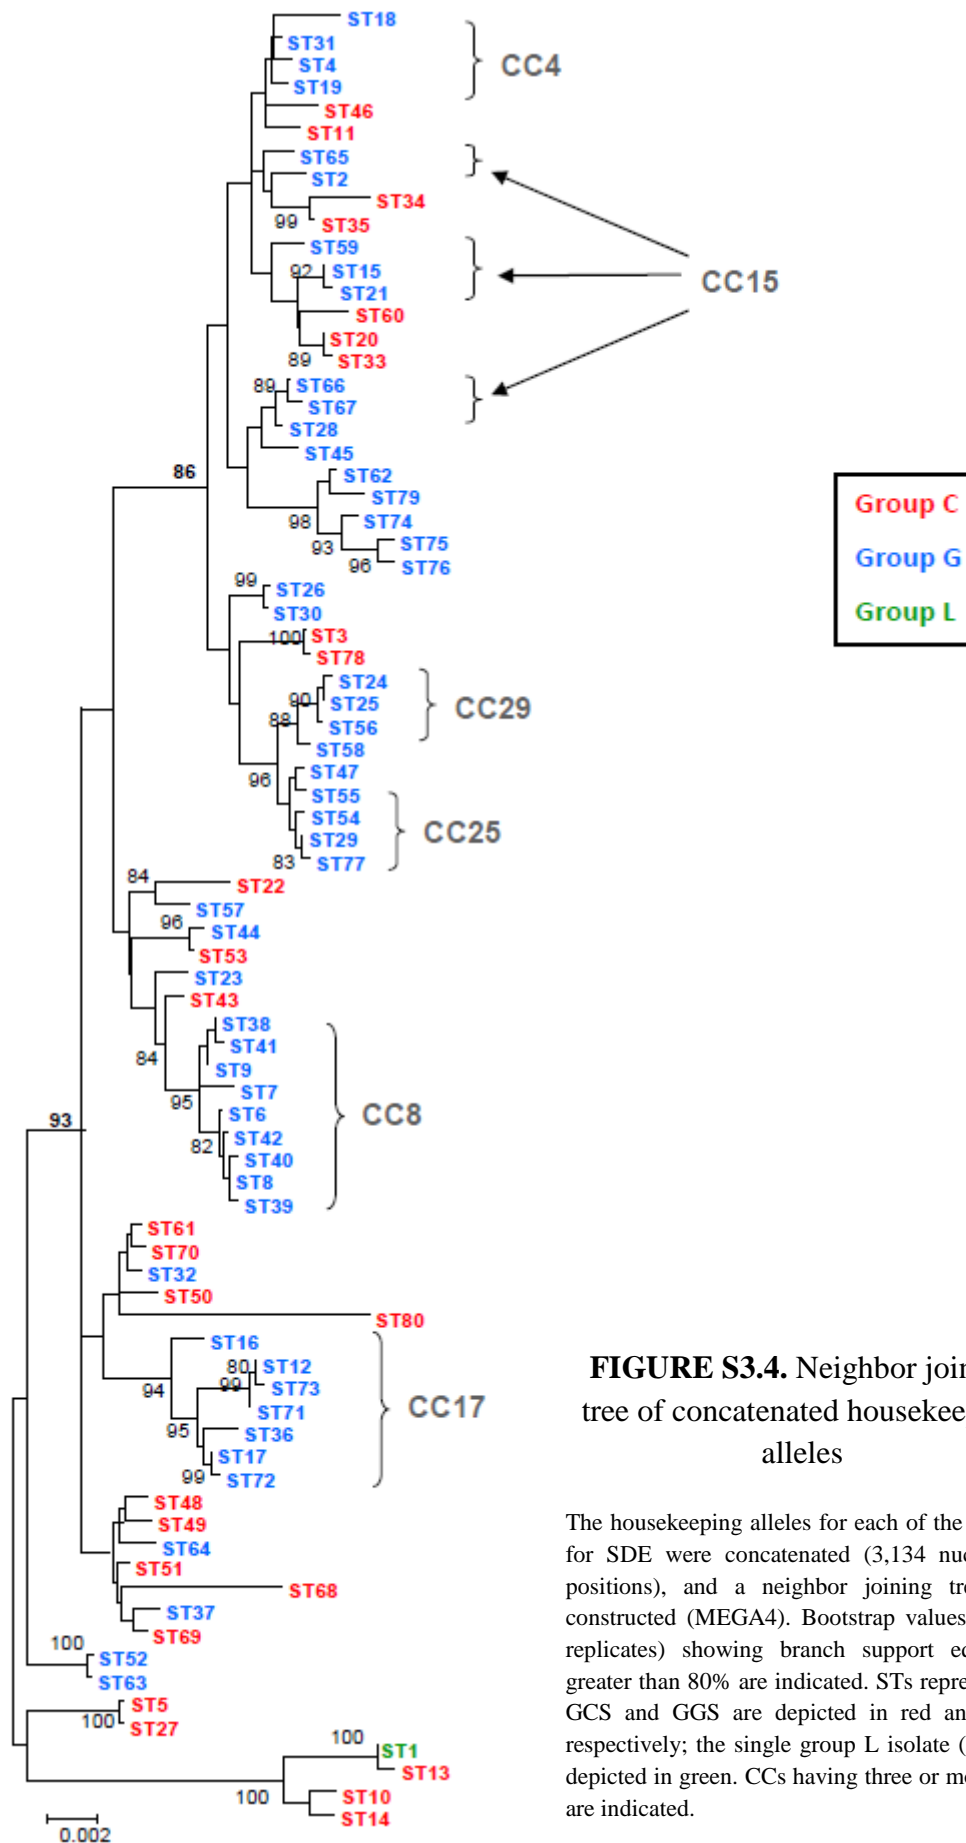 ST18
ST31
ST4
ST19
CC4
ST46
ST11
ST65
ST2
ST34
99
ST35
ST59
92
ST15
ST21
CC15
ST60
ST20
89
ST33
89
ST66
ST67
ST28
ST45
86
ST62
ST79
98
ST74
93
ST75
96
ST76
Group C
Group G
Group L
99
ST26
ST30
100
ST3
ST78
ST24
90
ST25
CC29
88
ST56
ST58
96
ST47
ST55
ST54
CC25
ST29
83
ST77
84
ST22
ST57
96
ST44
ST53
ST23
ST43
ST38
84
ST41
ST9
95
ST7
CC8
ST6
93
82
ST42
ST40
ST8
ST39
ST61
ST70
ST32
ST50
ST80
ST16
80
ST12
94
99
ST73
CC17
ST71
95
ST36
ST17
99
ST72
ST48
ST49
ST64
ST51
ST68
ST37
ST69
100
ST52
ST63
ST5
100
ST27
100
ST1
ST13
100
ST10
ST14
0.002
FIGURE S3.4. Neighbor join
tree of concatenated housekee
alleles
The housekeeping alleles for each of the
for SDE were concatenated (3,134 nuc
positions), and a neighbor joining tr
constructed (MEGA4). Bootstrap values
replicates) showing branch support e
greater than 80% are indicated. STs repre
GCS and GGS are depicted in red an
respectively; the single group L isolate (
depicted in green. CCs having three or m
are indicated.